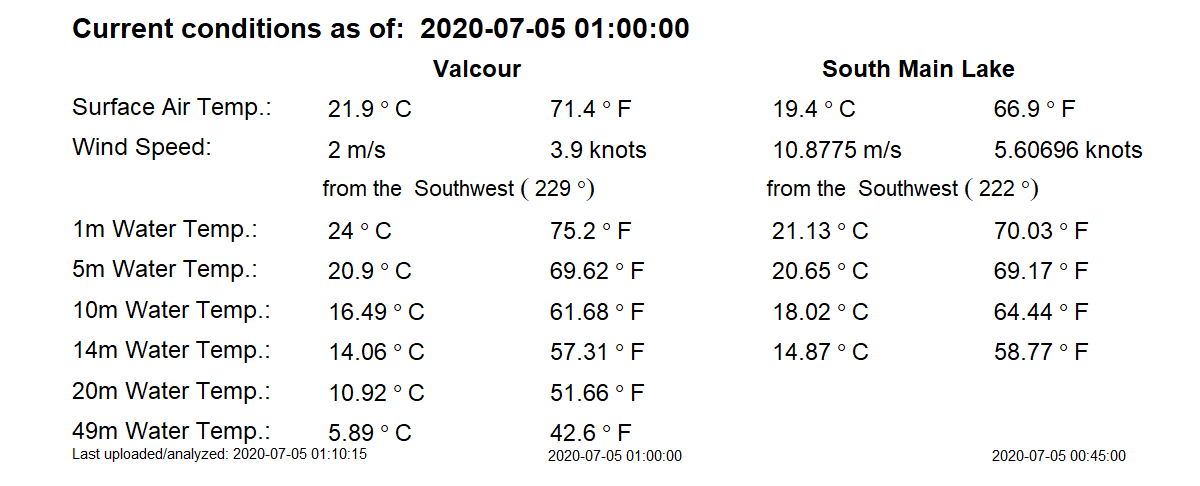 Current conditions as of: 2020-07-05 01:00:00
Valcour South Main Lake
Surface Air Temp.: 21.9 ° C 71.4 ° F 19.4 ° C 66.9 ° F
Wind Speed: 2 m/s 3.9 knots 10.8775 m/s 5.60696 knots
from the Southwest ( 229 °) from the Southwest ( 222 °)
1m Water Temp.: 24 ° C 75.2 ° F 21.13 ° C 70.03 ° F
5m Water Temp.: 20.9 ° C 69.62 ° F 20.65 ° C 69.17 ° F
10m Water Temp.: 16.49 ° C 61.68 ° F 18.02 ° C 64.44 ° F
14m Water Temp.: 14.06 ° C 57.31 ° F 14.87 ° C 58.77 ° F
20m Water Temp.: 10.92 ° C 51.66 ° F
49m Water Temp.: 5.89 ° C 42.6 ° F
Last uploaded/analyzed: 2020-07-05 01:10:15 2020-07-05 01:00:00 2020-07-05 00:45:00